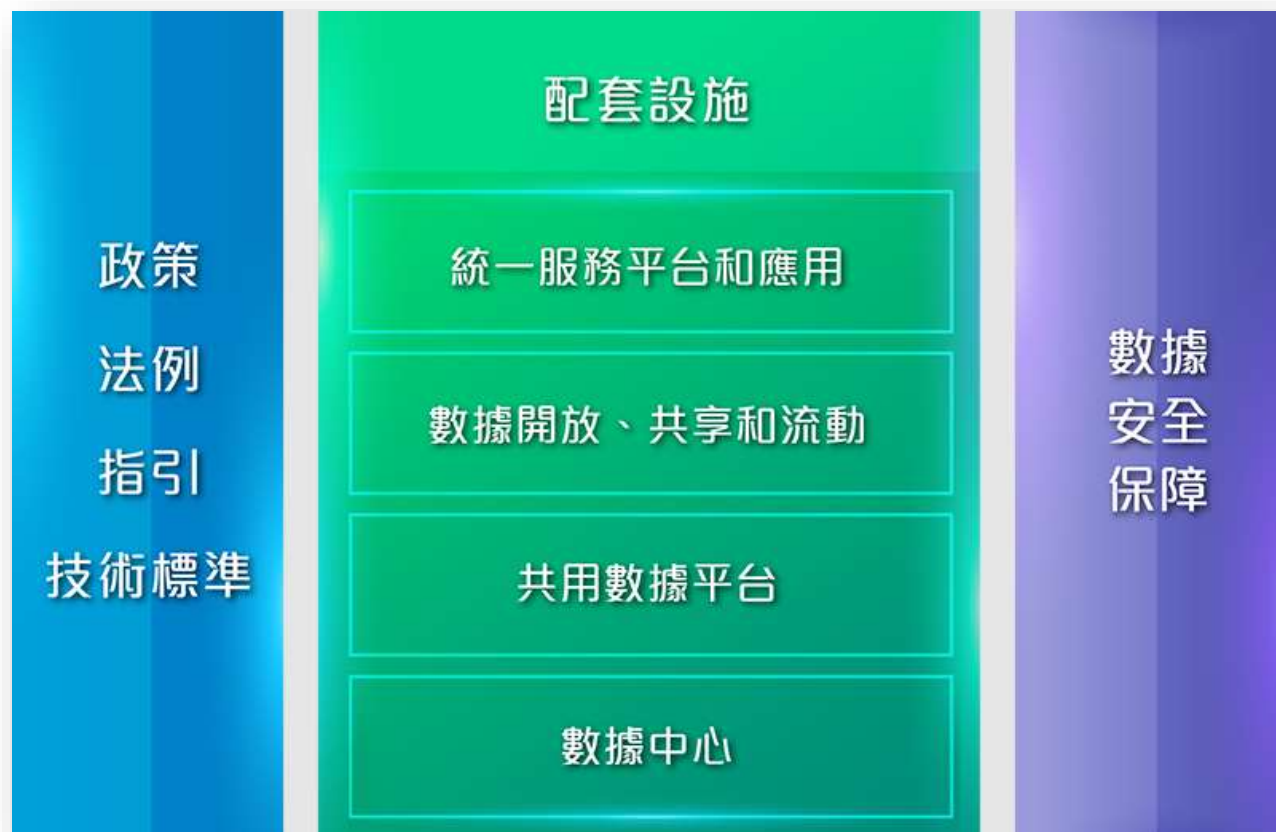 政策
法例
指引
技術標準
配套設施
統一服務平台和應用
數據開放、共享和流動
共用數據平台
數據中心
數據
安全
保障